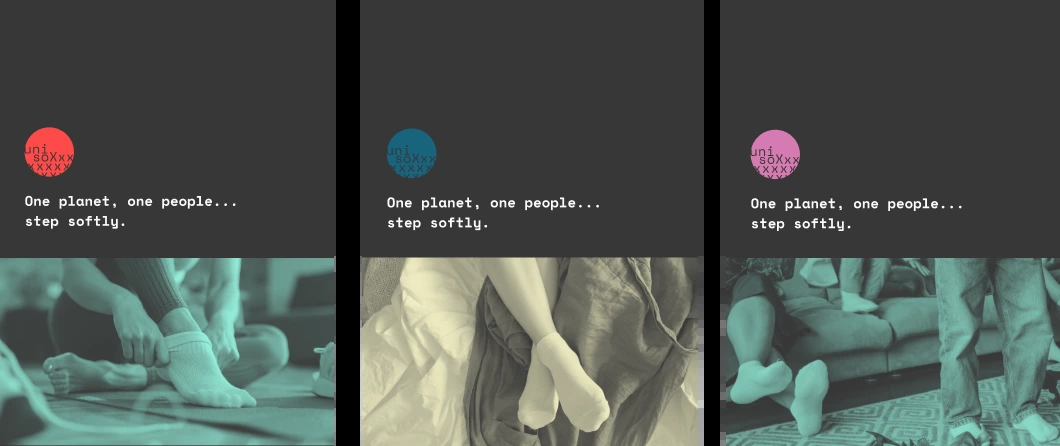 uni
soXxx
xxxxx
One planet, one people...
step softly.
uni
soXxx
xxxxx
One planet, one people...
step softly.
uni
soXxx
xxxxx
One planet, one people...
step softly.